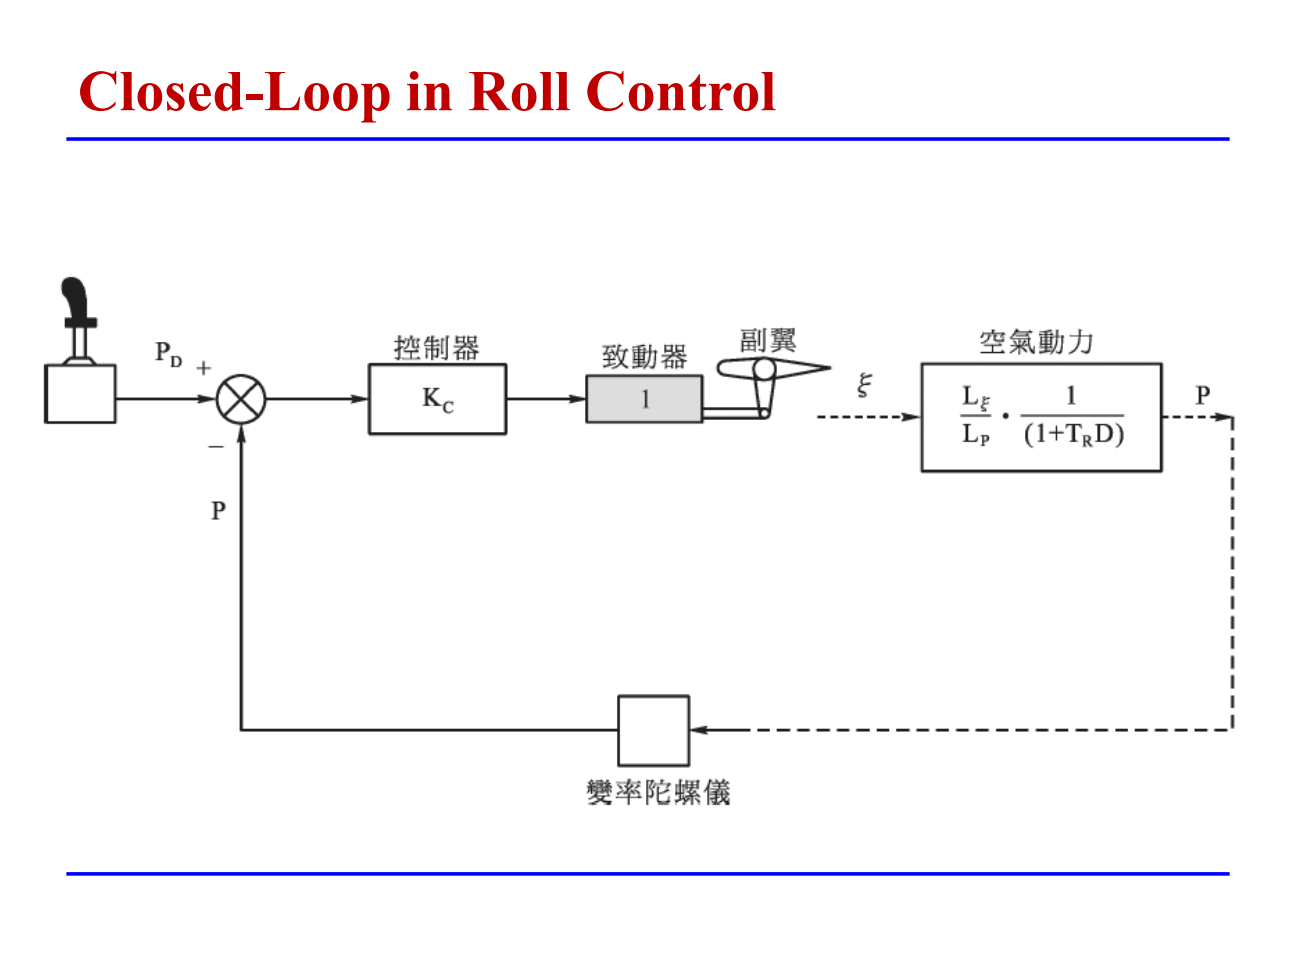 Closed-Loop in Roll Control
P_D
+
−
控制器
K_C
致動器
1
副翼
ξ
空氣動力
L_ξ/L_P · 1/(1+T_R D)
P
P
變率陀螺儀